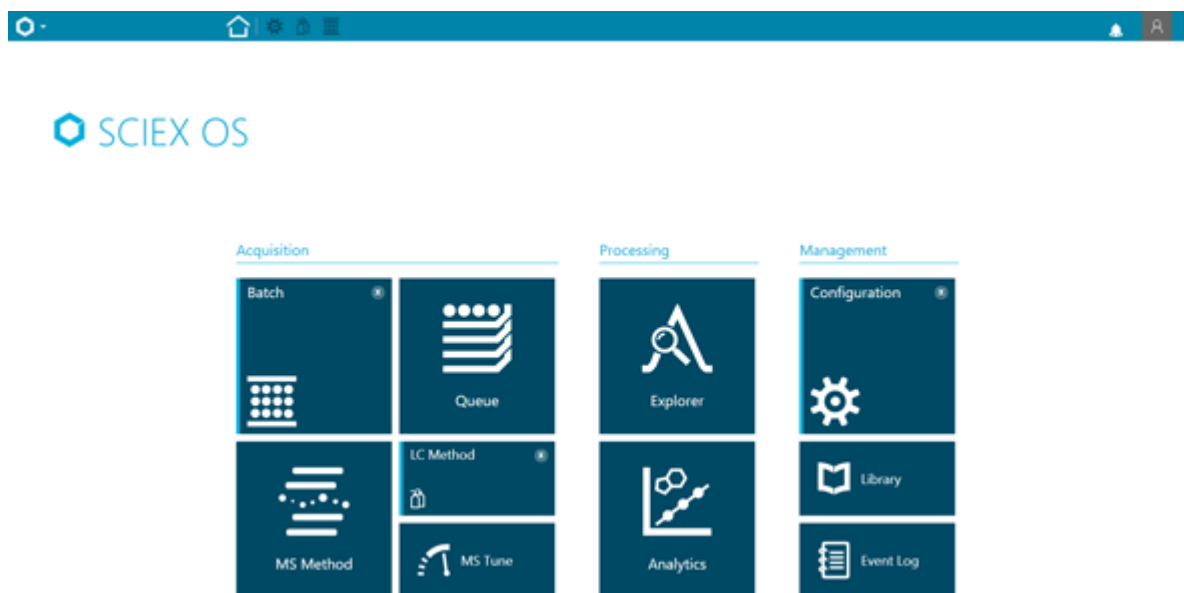 SCIEX OS
Acquisition
Processing
Management
Batch
Queue
Explorer
Configuration
MS Method
LC Method
MS Tune
Analytics
Library
Event Log